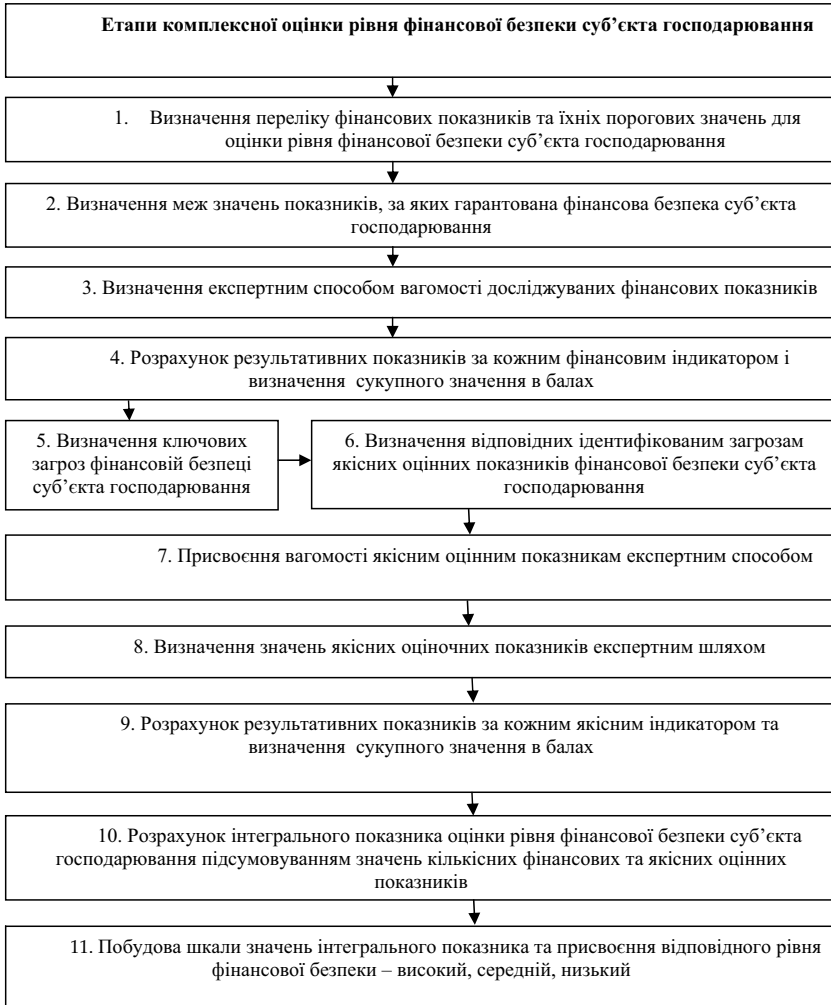 Етапи комплексної оцінки рівня фінансової безпеки суб’єкта господарювання
1. Визначення переліку фінансових показників та їхніх порогових значень для
оцінки рівня фінансової безпеки суб’єкта господарювання
2. Визначення меж значень показників, за яких гарантована фінансова безпека суб’єкта
господарювання
3. Визначення експертним способом вагомості досліджуваних фінансових показників
4. Розрахунок результативних показників за кожним фінансовим індикатором і
визначення сукупного значення в балах
5. Визначення ключових
загроз фінансовій безпеці
суб’єкта господарювання
6. Визначення відповідних ідентифікованим загрозам
якісних оцінних показників фінансової безпеки суб’єкта
господарювання
7. Присвоєння вагомості якісним оцінним показникам експертним способом
8. Визначення значень якісних оціночних показників експертним шляхом
9. Розрахунок результативних показників за кожним якісним індикатором та
визначення сукупного значення в балах
10. Розрахунок інтегрального показника оцінки рівня фінансової безпеки суб’єкта
господарювання підсумовуванням значень кількісних фінансових та якісних оцінних
показників
11. Побудова шкали значень інтегрального показника та присвоєння відповідного рівня
фінансової безпеки – високий, середній, низький